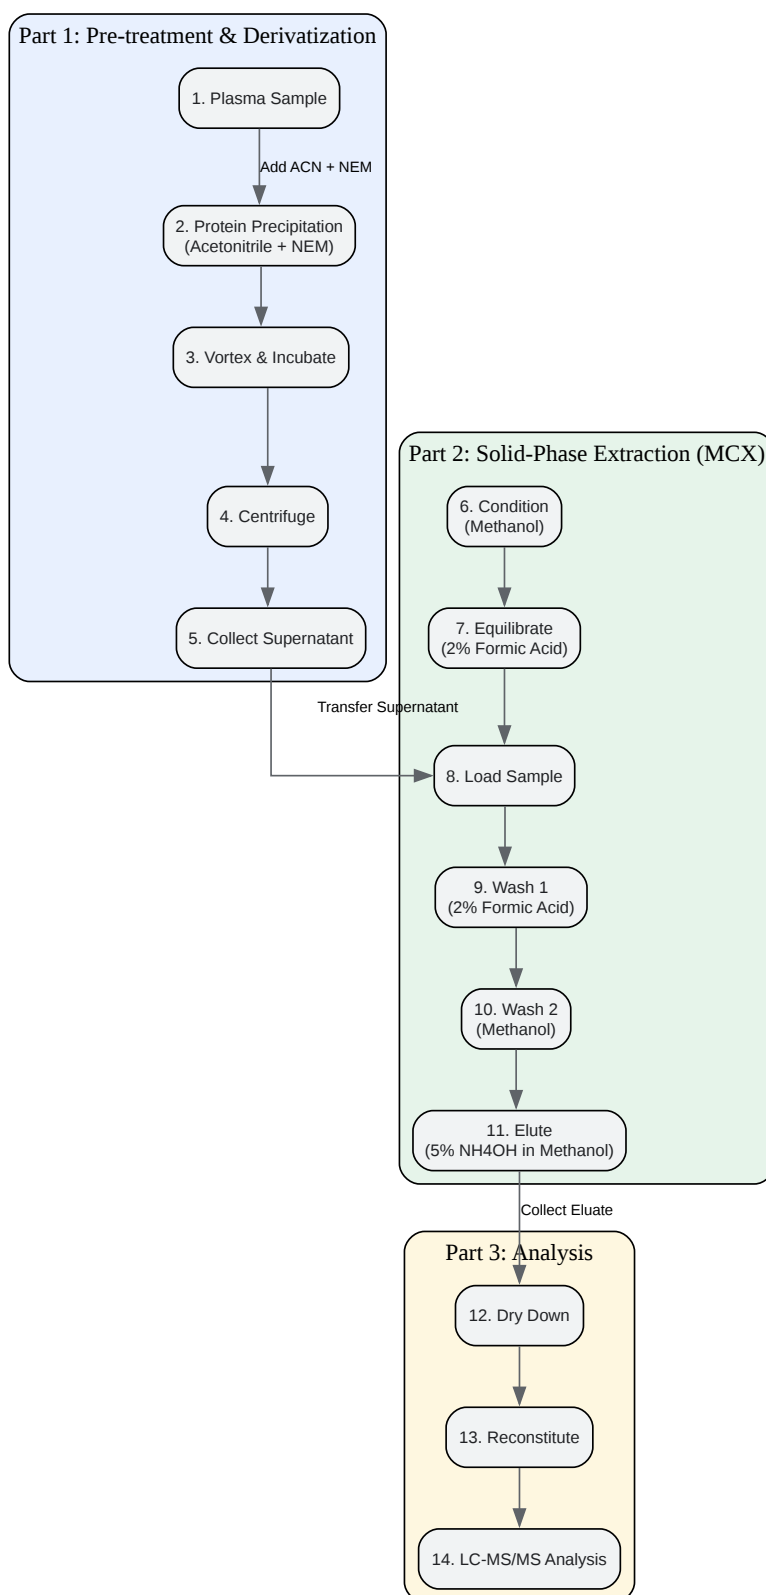 Part 1: Pre-treatment & Derivatization
1. Plasma Sample
Add ACN + NEM
2. Protein Precipitation
(Acetonitrile + NEM)
3. Vortex & Incubate
4. Centrifuge
5. Collect Supernatant
Transfer Supernatant
Part 2: Solid-Phase Extraction (MCX)
6. Condition
(Methanol)
7. Equilibrate
(2% Formic Acid)
8. Load Sample
9. Wash 1
(2% Formic Acid)
10. Wash 2
(Methanol)
11. Elute
(5% NH4OH in Methanol)
Collect Eluate
Part 3: Analysis
12. Dry Down
13. Reconstitute
14. LC-MS/MS Analysis